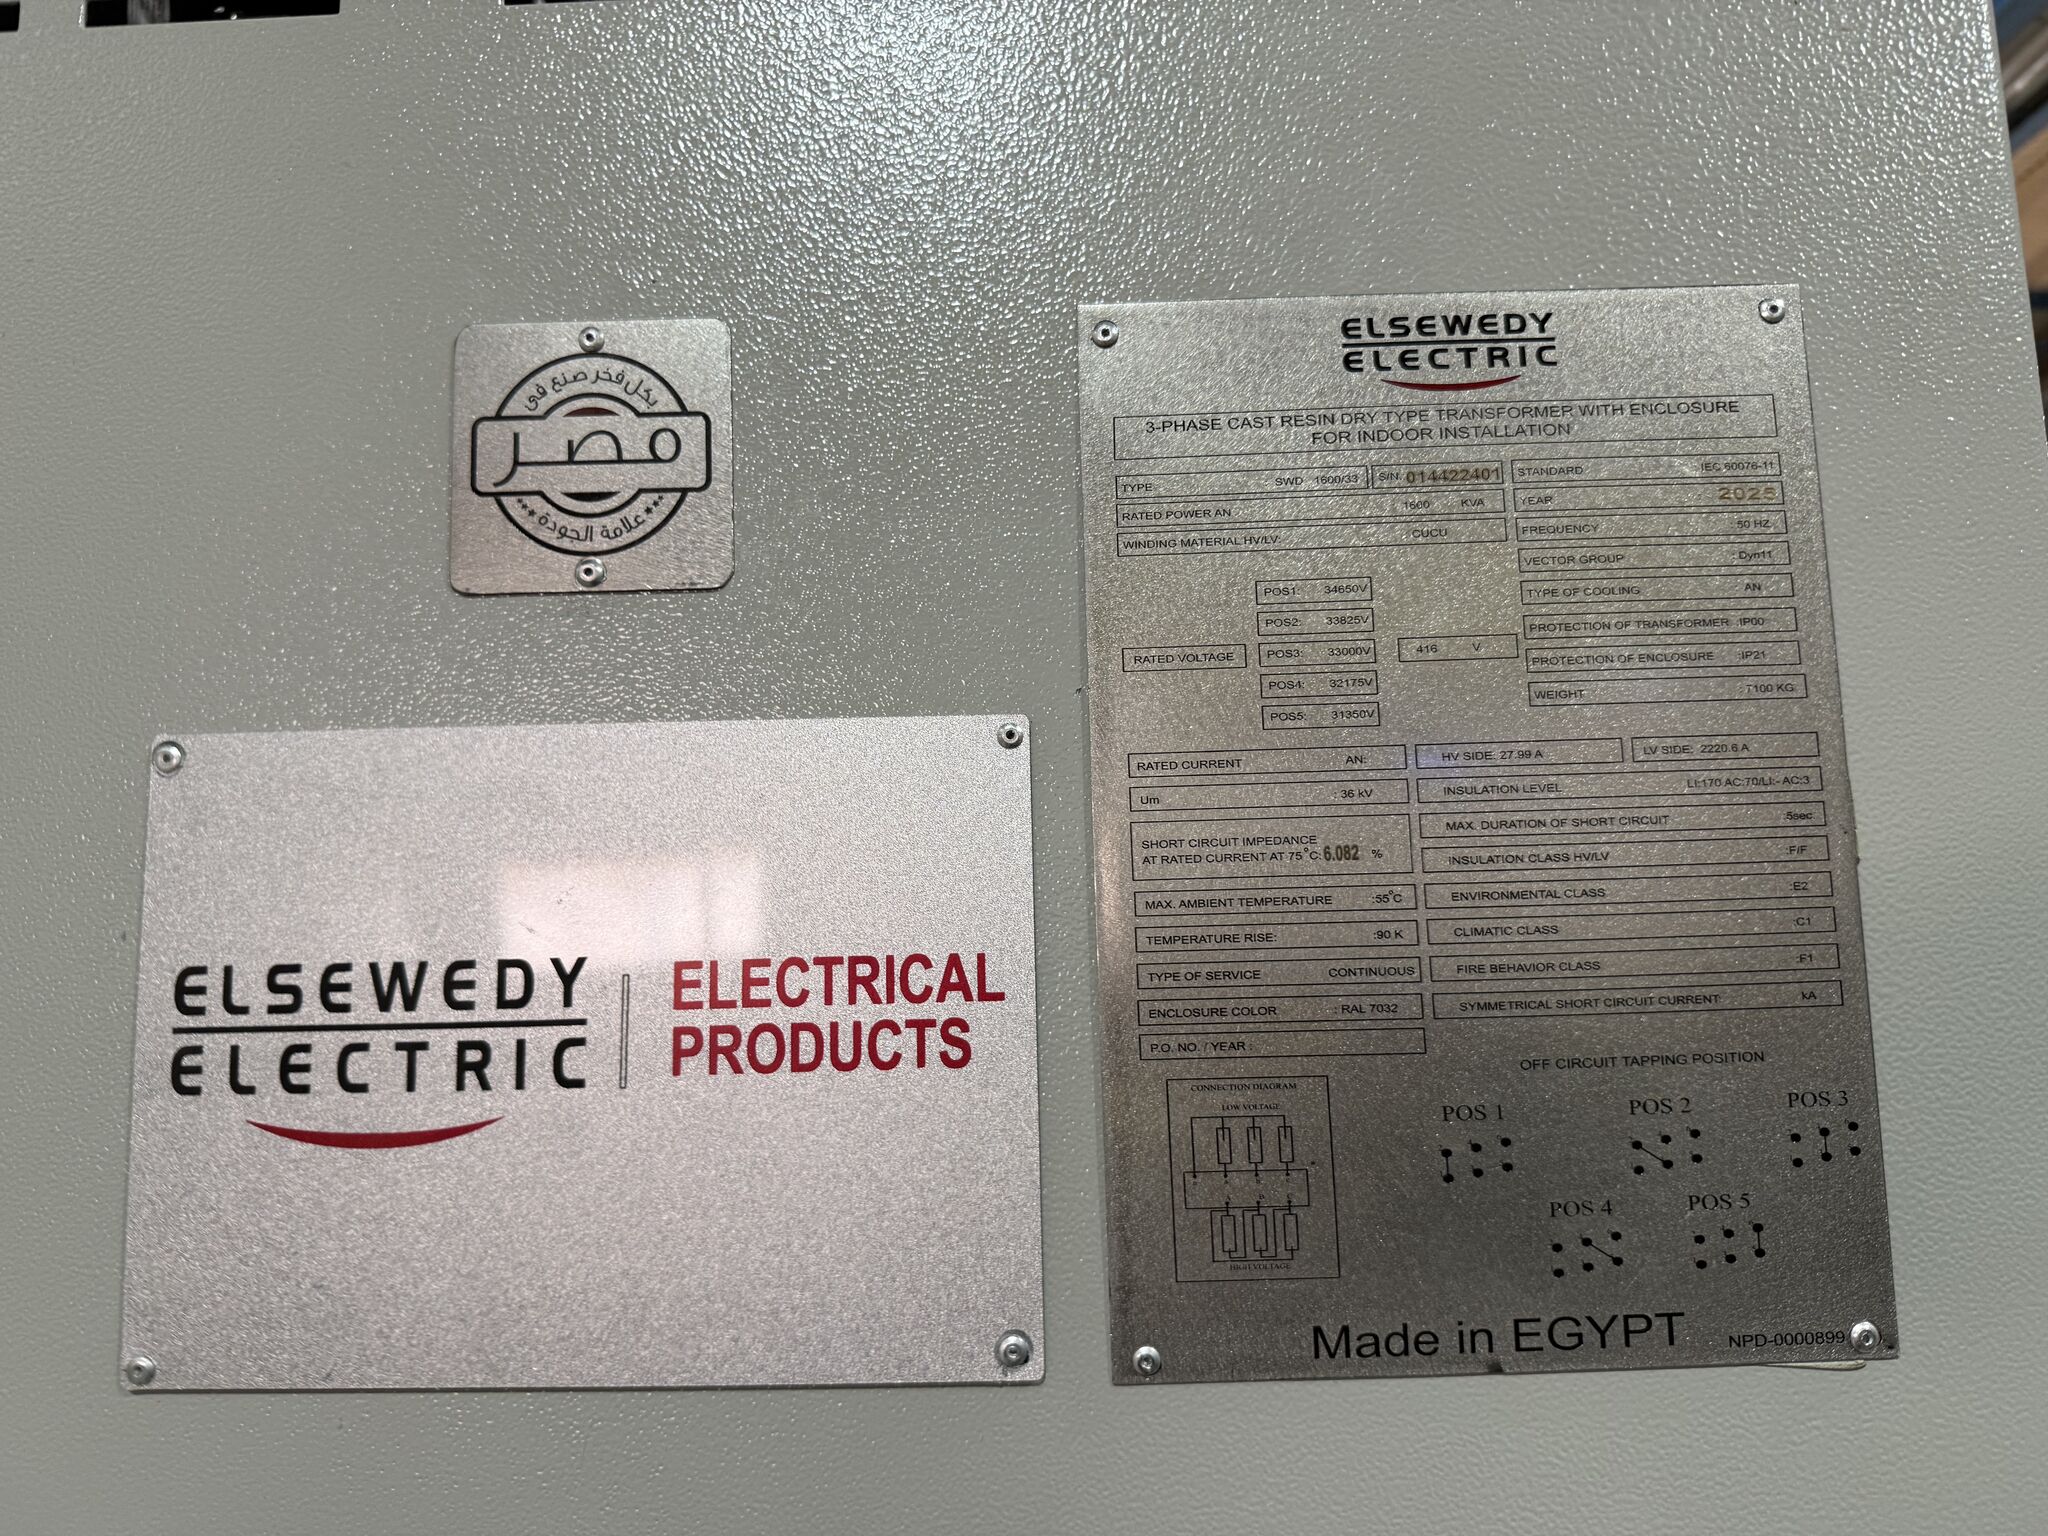 بكل فخر صنع في
مصر
علامة الجودة
ELSEWEDY
ELECTRIC
ELECTRICAL
PRODUCTS
ELSEWEDY
ELECTRIC
3-PHASE CAST RESIN DRY TYPE TRANSFORMER WITH ENCLOSURE
FOR INDOOR INSTALLATION
TYPE SWD 1600/33 S/N. 014422401
RATED POWER AN 1600 KVA
WINDING MATERIAL HV/LV: CUCU
STANDARD IEC 60076-11
YEAR 2025
FREQUENCY : 50 HZ
VECTOR GROUP : Dyn11
TYPE OF COOLING AN
PROTECTION OF TRANSFORMER :IP00
PROTECTION OF ENCLOSURE :IP21
WEIGHT : 7100 KG
RATED VOLTAGE
POS1: 34650V
POS2: 33825V
POS3: 33000V
POS4: 32175V
POS5: 31350V
416 V
RATED CURRENT AN: HV SIDE: 27.99 A LV SIDE: 2220.6 A
Um : 36 kV
INSULATION LEVEL LI:170 AC:70/LI:- AC:3
SHORT CIRCUIT IMPEDANCE
AT RATED CURRENT AT 75°C: 6.082 %
MAX. DURATION OF SHORT CIRCUIT :5sec
INSULATION CLASS HV/LV :F/F
MAX. AMBIENT TEMPERATURE :55°C
ENVIRONMENTAL CLASS :E2
TEMPERATURE RISE: :90 K
CLIMATIC CLASS :C1
TYPE OF SERVICE CONTINUOUS
FIRE BEHAVIOR CLASS :F1
ENCLOSURE COLOR : RAL 7032
SYMMETRICAL SHORT CIRCUIT CURRENT: kA
P.O. NO. / YEAR :
OFF CIRCUIT TAPPING POSITION
CONNECTION DIAGRAM
LOW VOLTAGE
HIGH VOLTAGE
POS 1 POS 2 POS 3
POS 4 POS 5
Made in EGYPT NPD-0000899